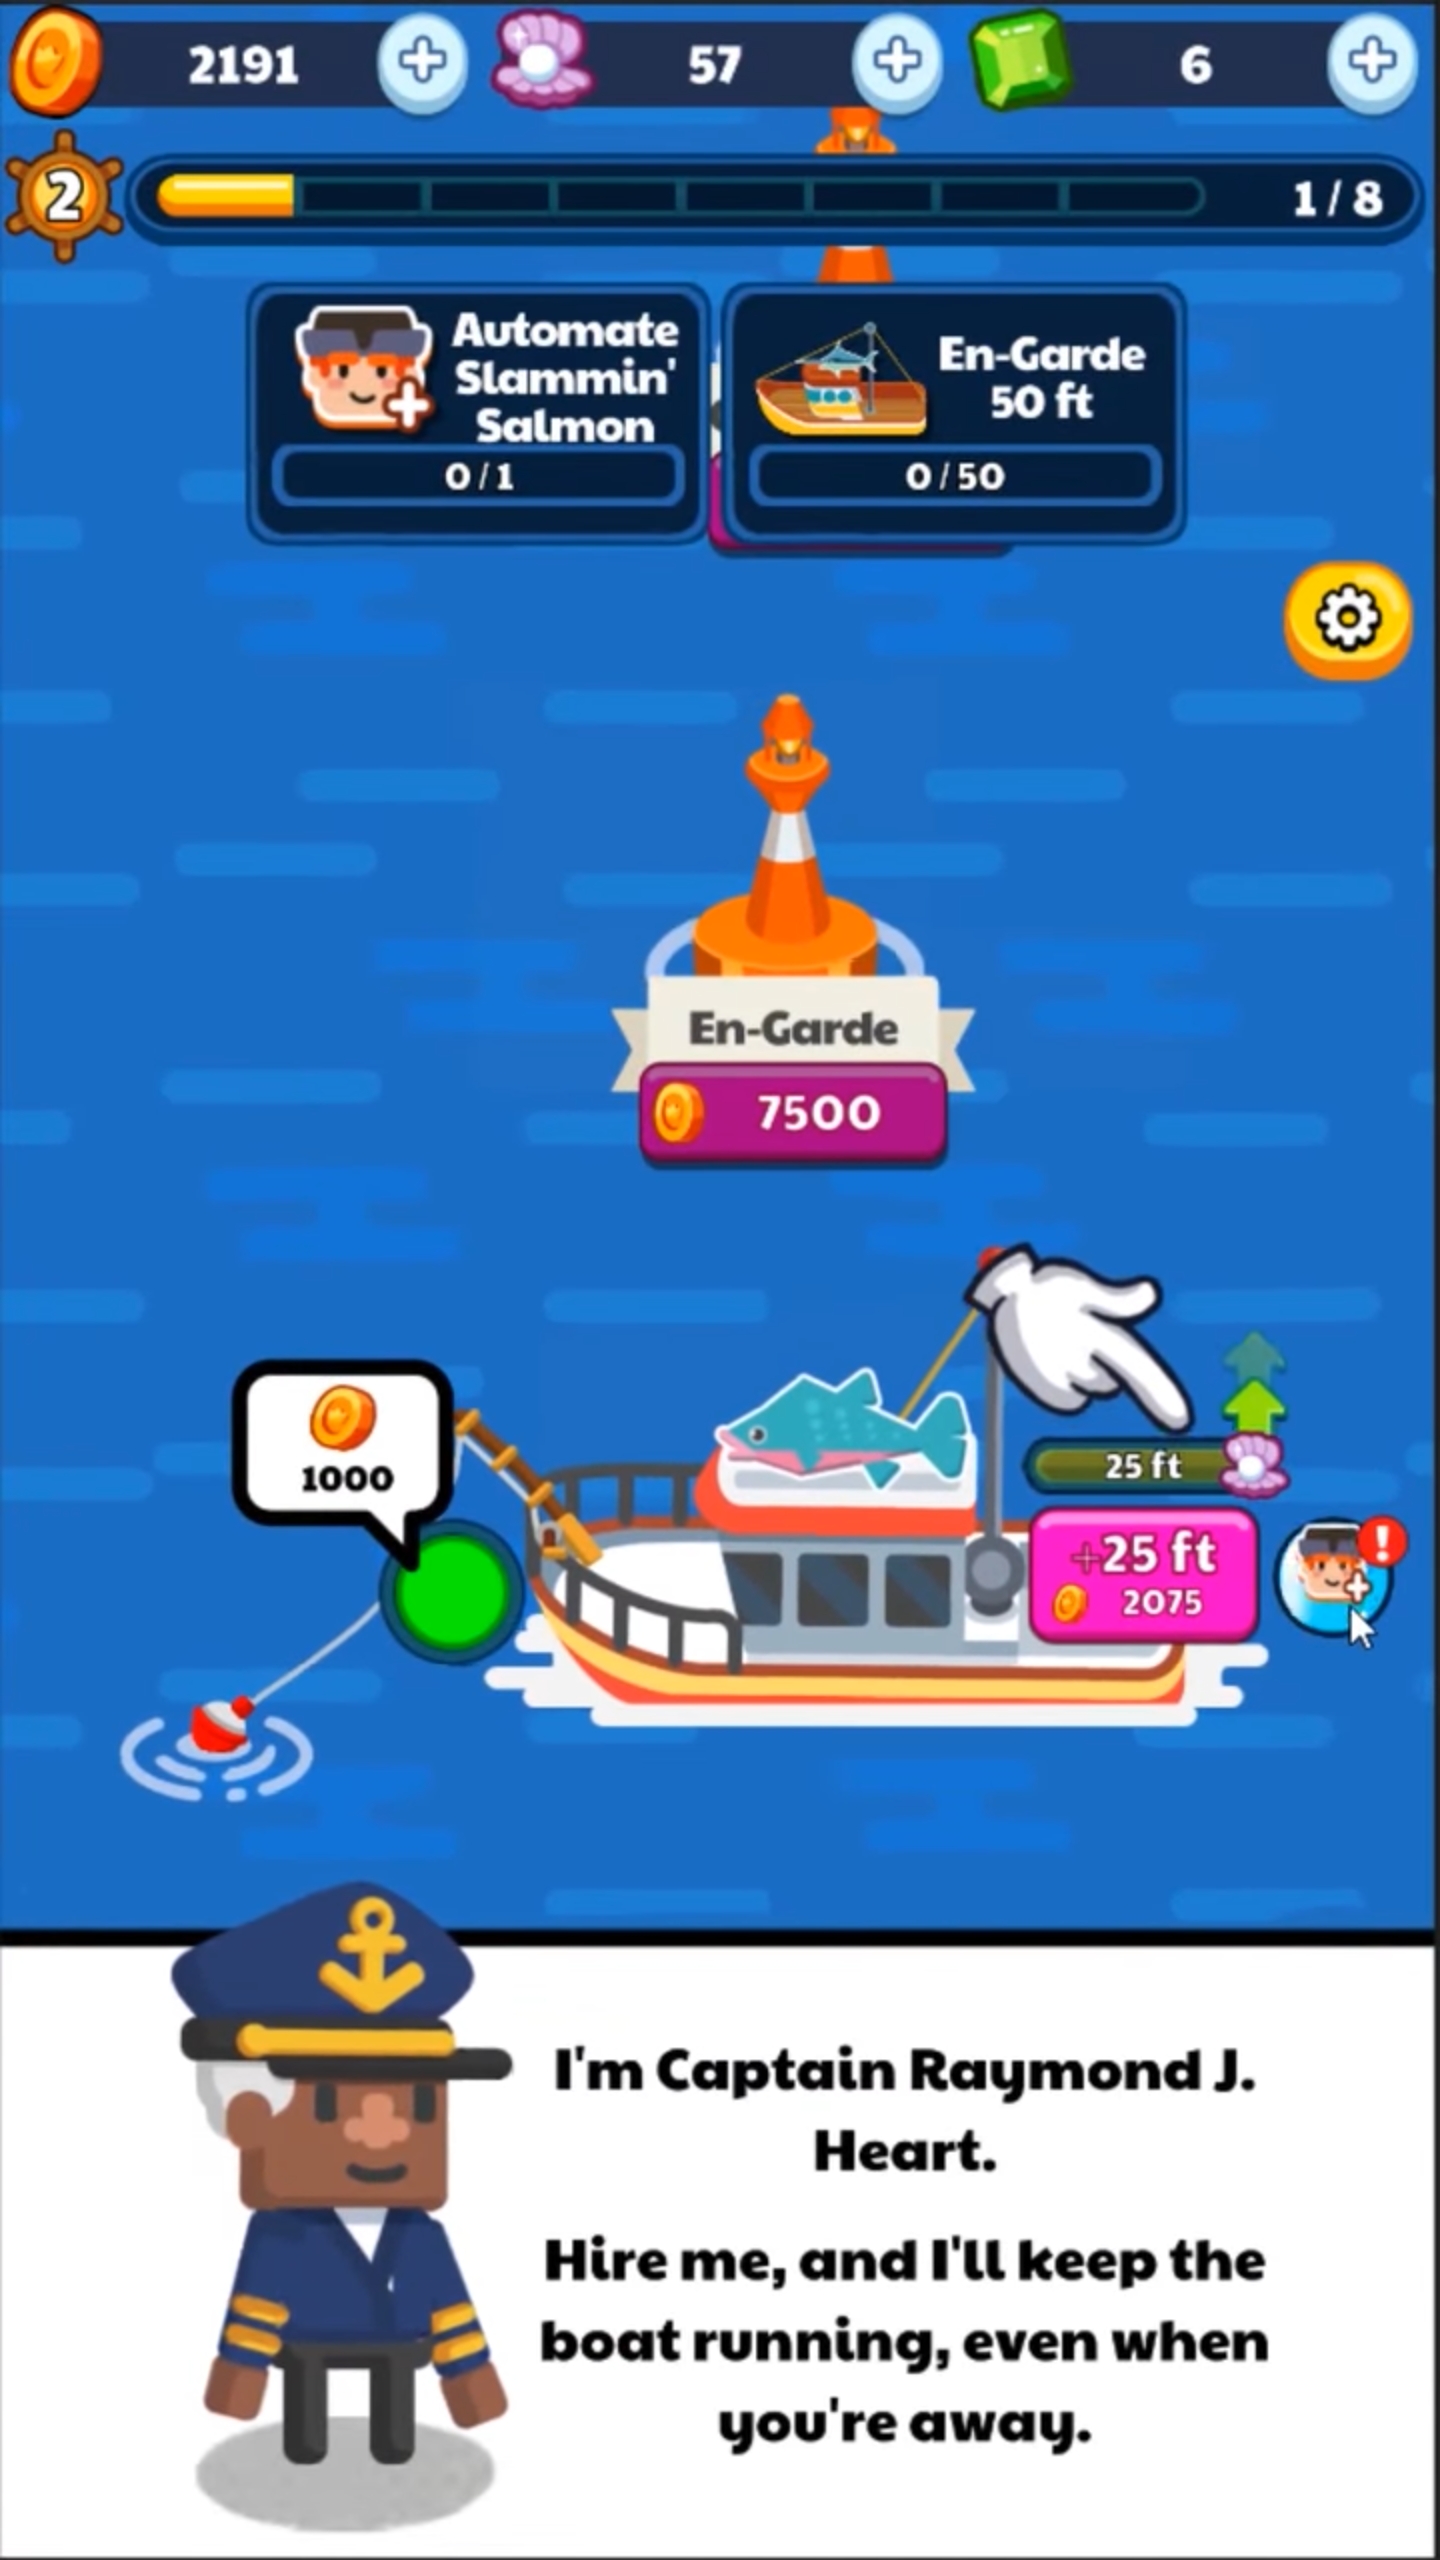 2191
57
6
2
1 / 8
Automate
Slammin'
Salmon
0 / 1
En-Garde
50 ft
0 / 50
En-Garde
7500
1000
25 ft
+25 ft
2075
!
I'm Captain Raymond J.
Heart.
Hire me, and I'll keep the
boat running, even when
you're away.